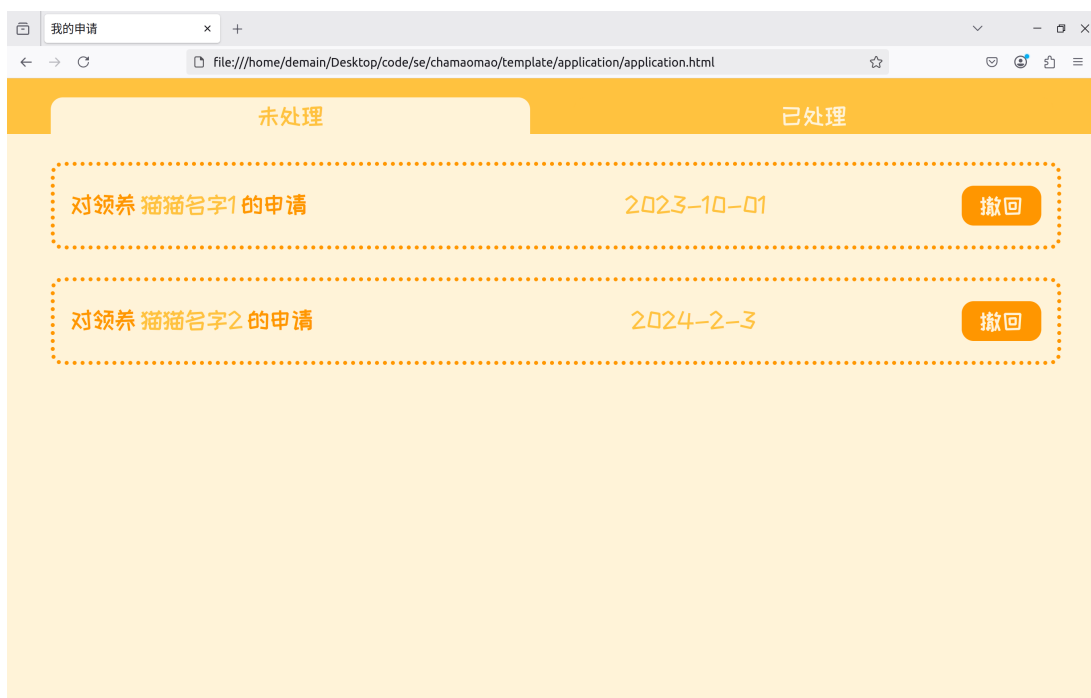 我的申请
file:///home/demain/Desktop/code/se/chamaomao/template/application/application.html
未处理 已处理
对领养 猫猫名字1 的申请 2023-10-01 撤回
对领养 猫猫名字2 的申请 2024-2-3 撤回